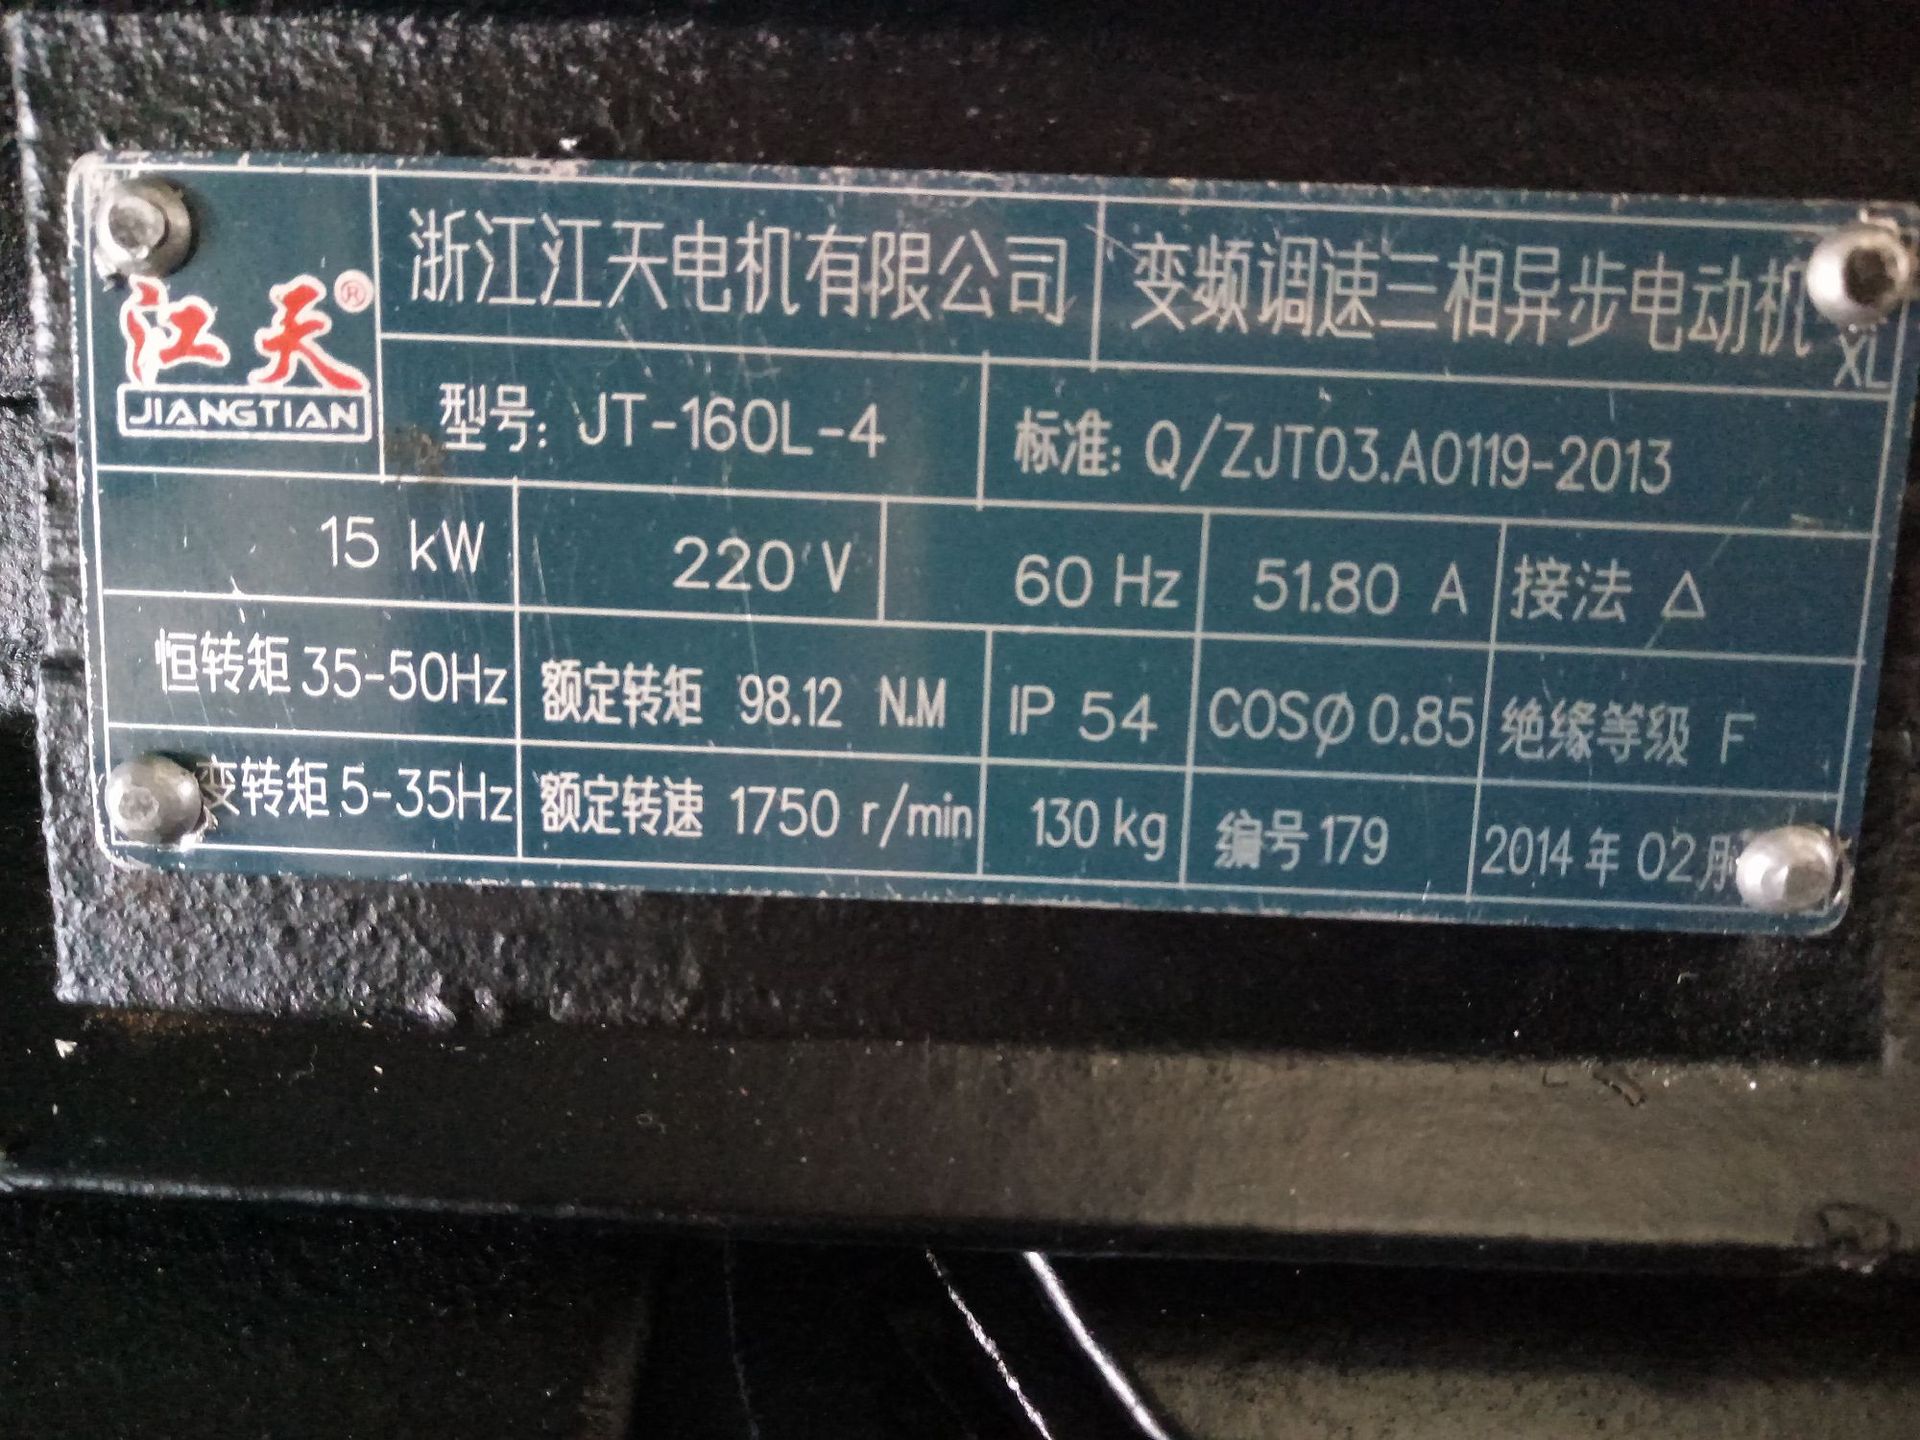 江天®
JIANGTIAN
浙江江天电机有限公司
变频调速三相异步电动机
XL
型号: JT-160L-4
标准: Q/ZJT03.A0119-2013
15 kW
220 V
60 Hz
51.80 A
接法 △
恒转矩 35-50Hz
额定转矩 98.12 N.M
IP 54
COSØ 0.85
绝缘等级 F
变转矩 5-35Hz
额定转速 1750 r/min
130 kg
编号 179
2014 年 02 月